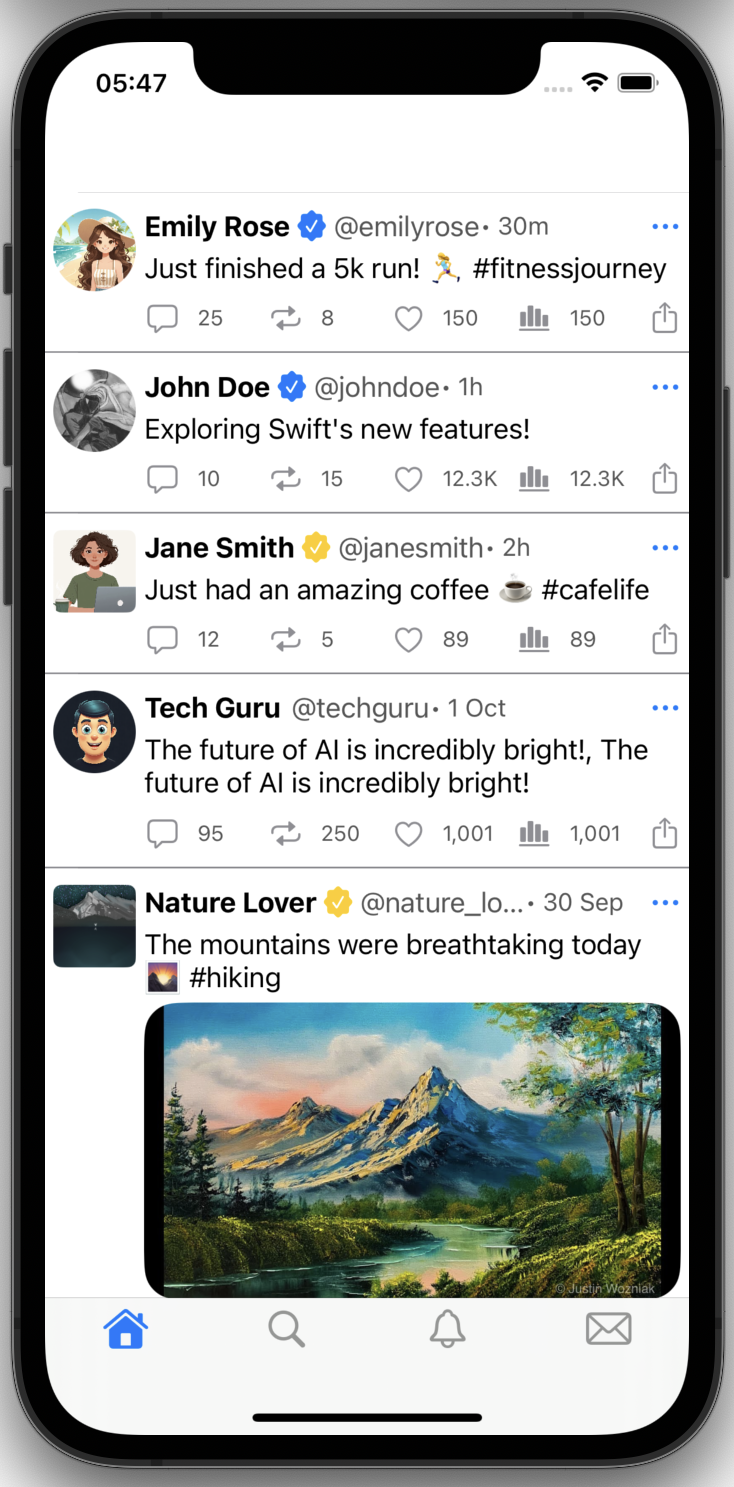 05:47
Emily Rose @emilyrose• 30m
Just finished a 5k run! 🏃‍♀️ #fitnessjourney
25 8 150 150
John Doe @johndoe• 1h
Exploring Swift's new features!
10 15 12.3K 12.3K
Jane Smith @janesmith• 2h
Just had an amazing coffee ☕ #cafelife
12 5 89 89
Tech Guru @techguru• 1 Oct
The future of AI is incredibly bright!, The
future of AI is incredibly bright!
95 250 1,001 1,001
Nature Lover @nature_lo...• 30 Sep
The mountains were breathtaking today
🌄 #hiking
© Justin Wozniak